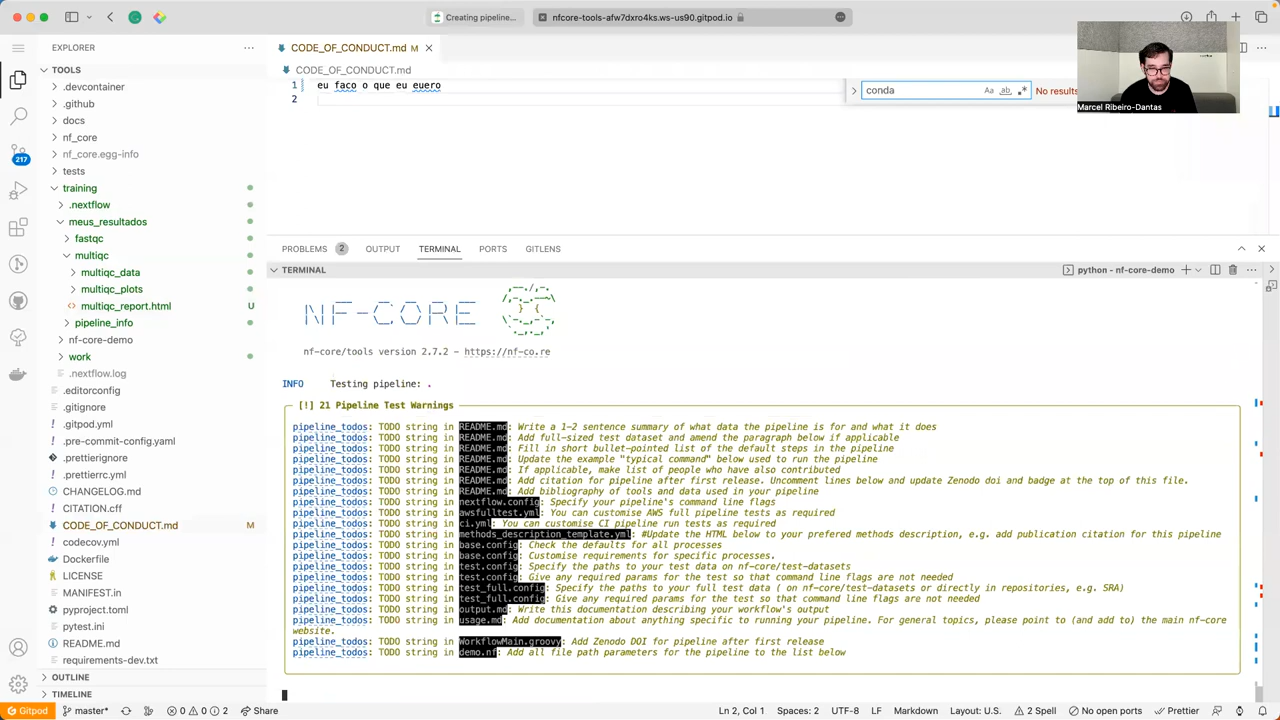 Creating pipeline...
nfcore-tools-afw7dxro4ks.ws-us90.gitpod.io
EXPLORER
CODE_OF_CONDUCT.md M
TOOLS
CODE_OF_CONDUCT.md
.devcontainer
1 eu faco o que eu euero
conda
Aa ab No results
2
.github
docs
nf_core
nf_core.egg-info
tests
training
.nextflow
meus_resultados
fastqc
multiqc
multiqc_data
multiqc_plots
multiqc_report.html U
pipeline_info
nf-core-demo
work
.nextflow.log
.editorconfig
.gitignore
.gitpod.yml
.pre-commit-config.yaml
.prettierignore
.prettierrc.yml
CHANGELOG.md
CITATION.cff
CODE_OF_CONDUCT.md M
codecov.yml
Dockerfile
LICENSE
MANIFEST.in
pyproject.toml
pytest.ini
README.md
requirements-dev.txt
OUTLINE
TIMELINE
217
Marcel Ribeiro-Dantas
PROBLEMS 2 OUTPUT TERMINAL PORTS GITLENS
TERMINAL
python - nf-core-demo
nf-core/tools version 2.7.2 - https://nf-co.re
INFO Testing pipeline: .
[!] 21 Pipeline Test Warnings
pipeline_todos: TODO string in README.md: Write a 1-2 sentence summary of what data the pipeline is for and what it does
pipeline_todos: TODO string in README.md: Add full-sized test dataset and amend the paragraph below if applicable
pipeline_todos: TODO string in README.md: Fill in short bullet-pointed list of the default steps in the pipeline
pipeline_todos: TODO string in README.md: Update the example "typical command" below used to run the pipeline
pipeline_todos: TODO string in README.md: If applicable, make list of people who have also contributed
pipeline_todos: TODO string in README.md: Add citation for pipeline after first release. Uncomment lines below and update Zenodo doi and badge at the top of this file.
pipeline_todos: TODO string in README.md: Add bibliography of tools and data used in your pipeline
pipeline_todos: TODO string in nextflow.config: Specify your pipeline's command line flags
pipeline_todos: TODO string in awsfulltest.yml: You can customise AWS full pipeline tests as required
pipeline_todos: TODO string in ci.yml: You can customise CI pipeline run tests as required
pipeline_todos: TODO string in methods_description_template.yml: #Update the HTML below to your prefered methods description, e.g. add publication citation for this pipeline
pipeline_todos: TODO string in base.config: Check the defaults for all processes
pipeline_todos: TODO string in base.config: Customise requirements for specific processes.
pipeline_todos: TODO string in test.config: Specify the paths to your test data on nf-core/test-datasets
pipeline_todos: TODO string in test.config: Give any required params for the test so that command line flags are not needed
pipeline_todos: TODO string in test_full.config: Specify the paths to your full test data ( on nf-core/test-datasets or directly in repositories, e.g. SRA)
pipeline_todos: TODO string in test_full.config: Give any required params for the test so that command line flags are not needed
pipeline_todos: TODO string in output.md: Write this documentation describing your workflow's output
pipeline_todos: TODO string in usage.md: Add documentation about anything specific to running your pipeline. For general topics, please point to (and add to) the main nf-core
website.
pipeline_todos: TODO string in WorkflowMain.groovy: Add Zenodo DOI for pipeline after first release
pipeline_todos: TODO string in demo.nf: Add all file path parameters for the pipeline to the list below
Gitpod master* 0 0 2 Share Ln 2, Col 1 Spaces: 2 UTF-8 LF Markdown Layout: U.S. 2 Spell No open ports Prettier